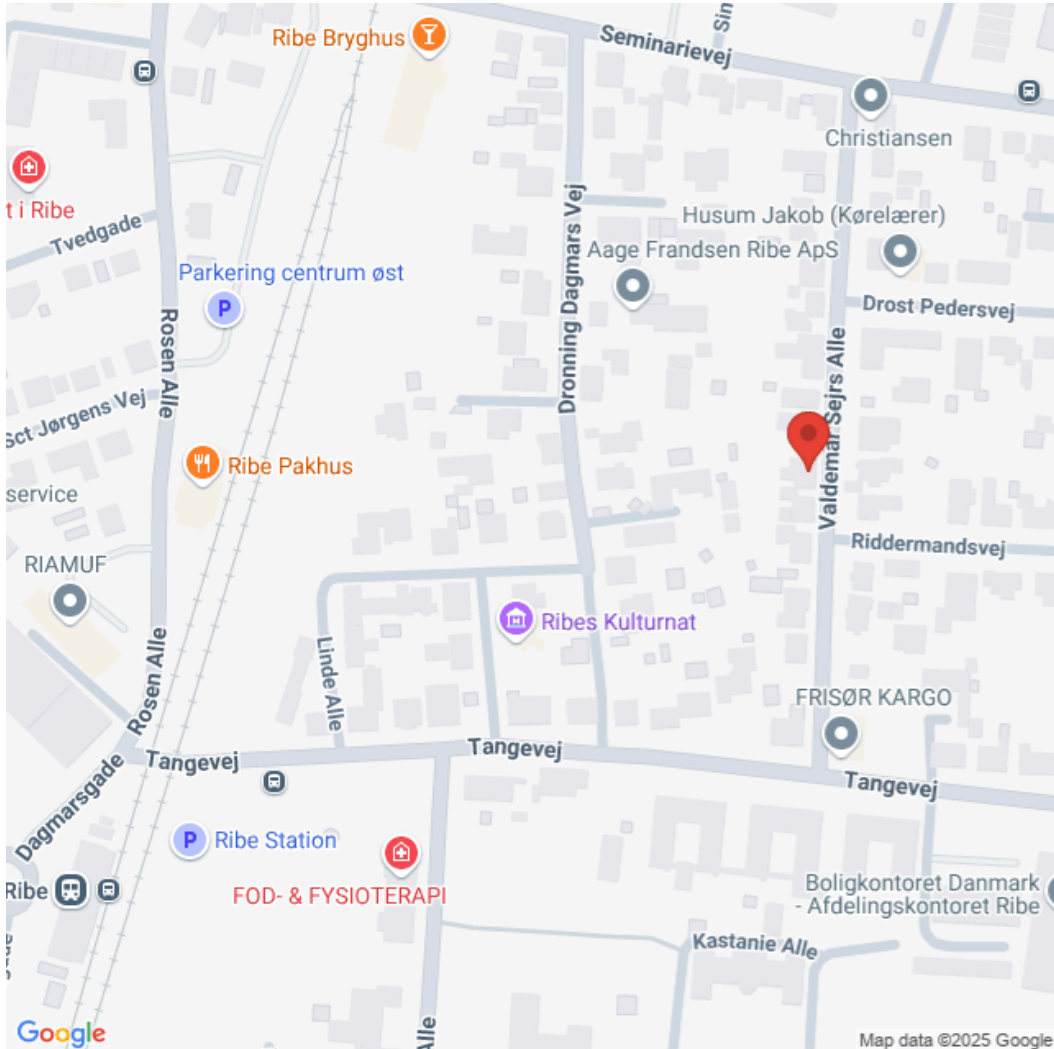 Ribe Bryghus
Seminarievej
Sin
Christiansen
t i Ribe
Tvedgade
Husum Jakob (Kørelærer)
Aage Frandsen Ribe ApS
Parkering centrum øst
P
Dronning Dagmars Vej
Drost Pedersvej
Rosen Alle
Sct Jørgens Vej
Valdemar Sejrs Alle
Ribe Pakhus
service
Riddermandsvej
RIAMUF
Ribes Kulturnat
Linde Alle
Rosen Alle
FRISØR KARGO
Tangevej
Tangevej
Tangevej
Dagmarsgade
P
Ribe Station
Ribe
FOD- & FYSIOTERAPI
Boligkontoret Danmark
- Afdelingskontoret Ribe
Kastanie Alle
Alle
Google
Map data ©2025 Google